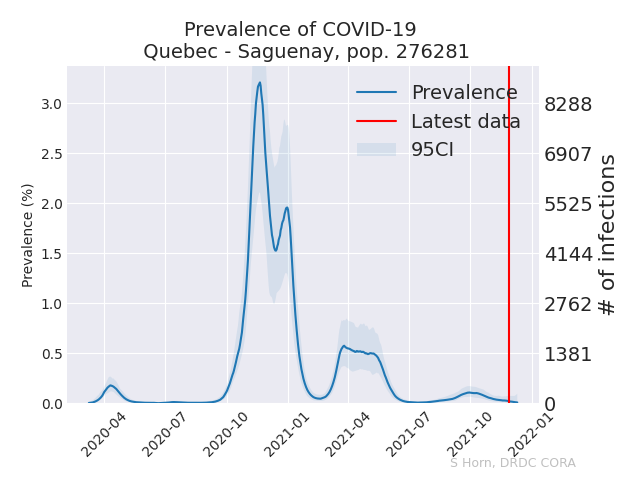 Prevalence of COVID-19
Quebec - Saguenay, pop. 276281
Prevalence
Latest data
95CI
Prevalence (%)
3.0
2.5
2.0
1.5
1.0
0.5
0.0
8288
6907
5525
4144
2762
1381
0
# of infections
2020-04
2020-07
2020-10
2021-01
2021-04
2021-07
2021-10
2022-01
S Horn, DRDC CORA